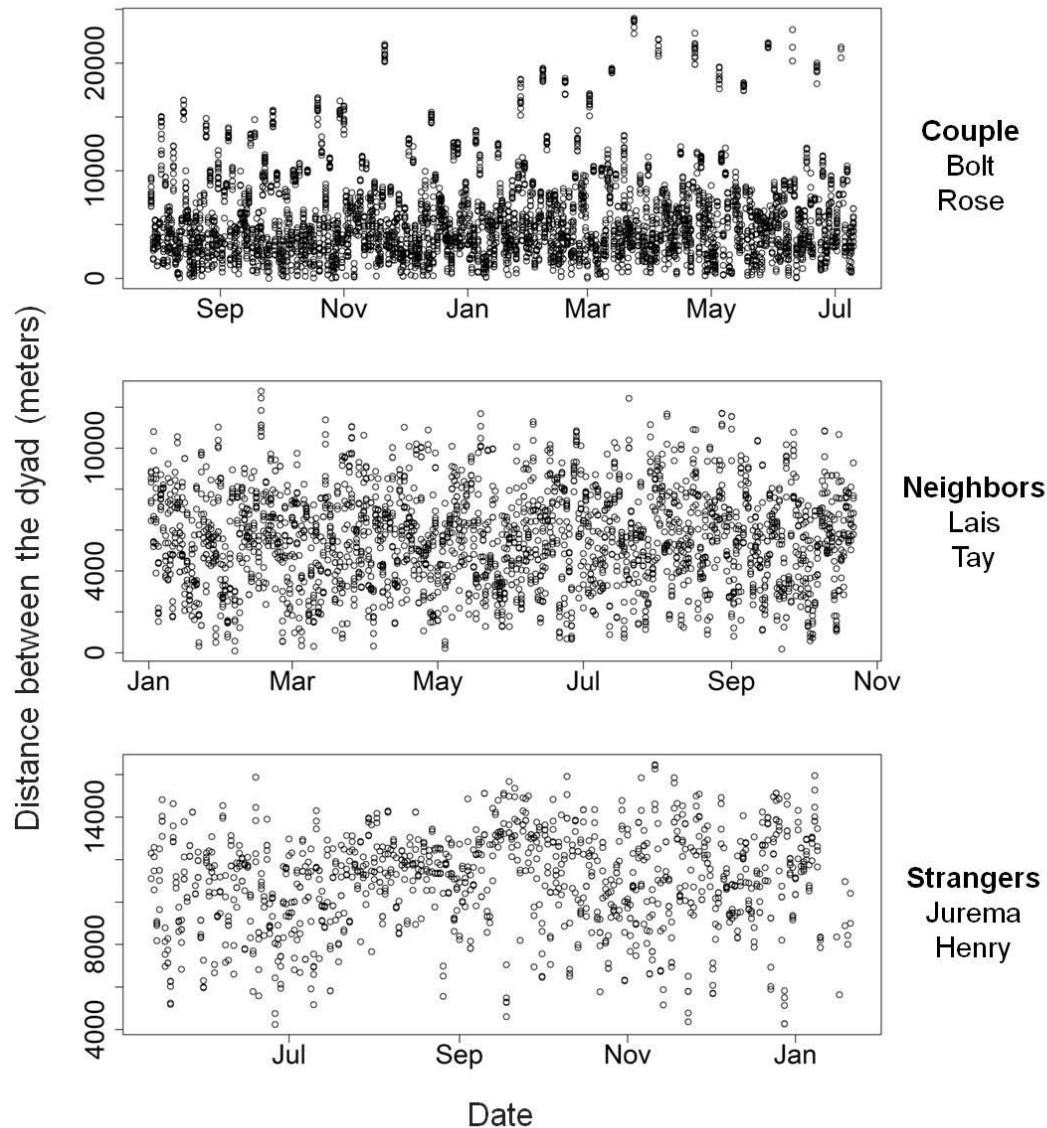 20000
10000
0
Sep Nov Jan Mar May Jul
Couple
Bolt
Rose
Distance between the dyad (meters)
10000
4000
0
Jan Mar May Jul Sep Nov
Neighbors
Lais
Tay
14000
8000
4000
Jul Sep Nov Jan
Strangers
Jurema
Henry
Date